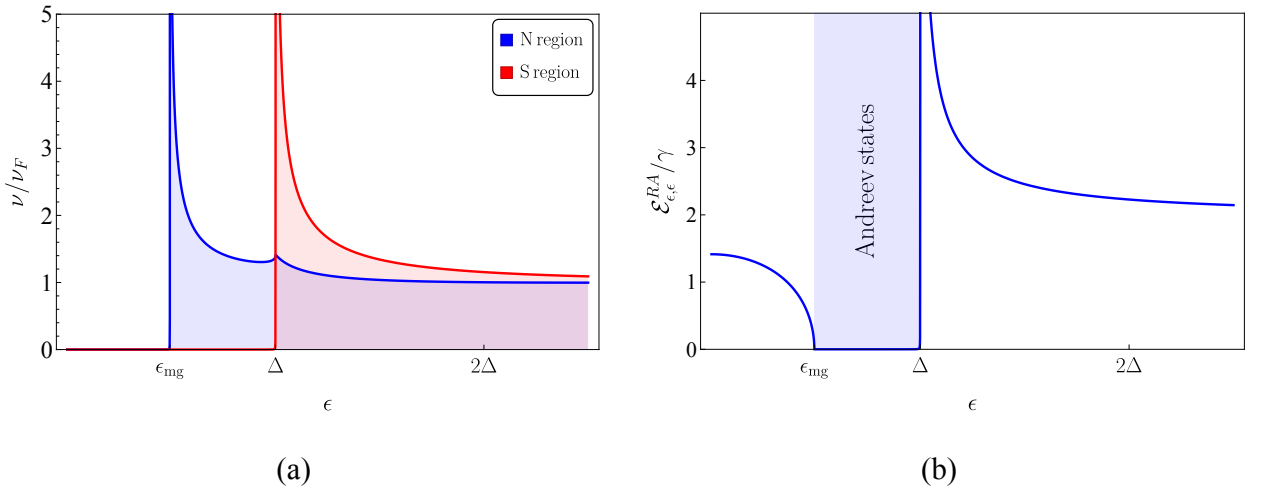 5
4
3
2
1
0
ν/ν_F
N region
S region
ϵ_mg
Δ
2Δ
ϵ
(a)
4
3
2
1
0
ℰ^{RA}_{ϵ,ϵ}/γ
Andreev states
ϵ_mg
Δ
2Δ
ϵ
(b)